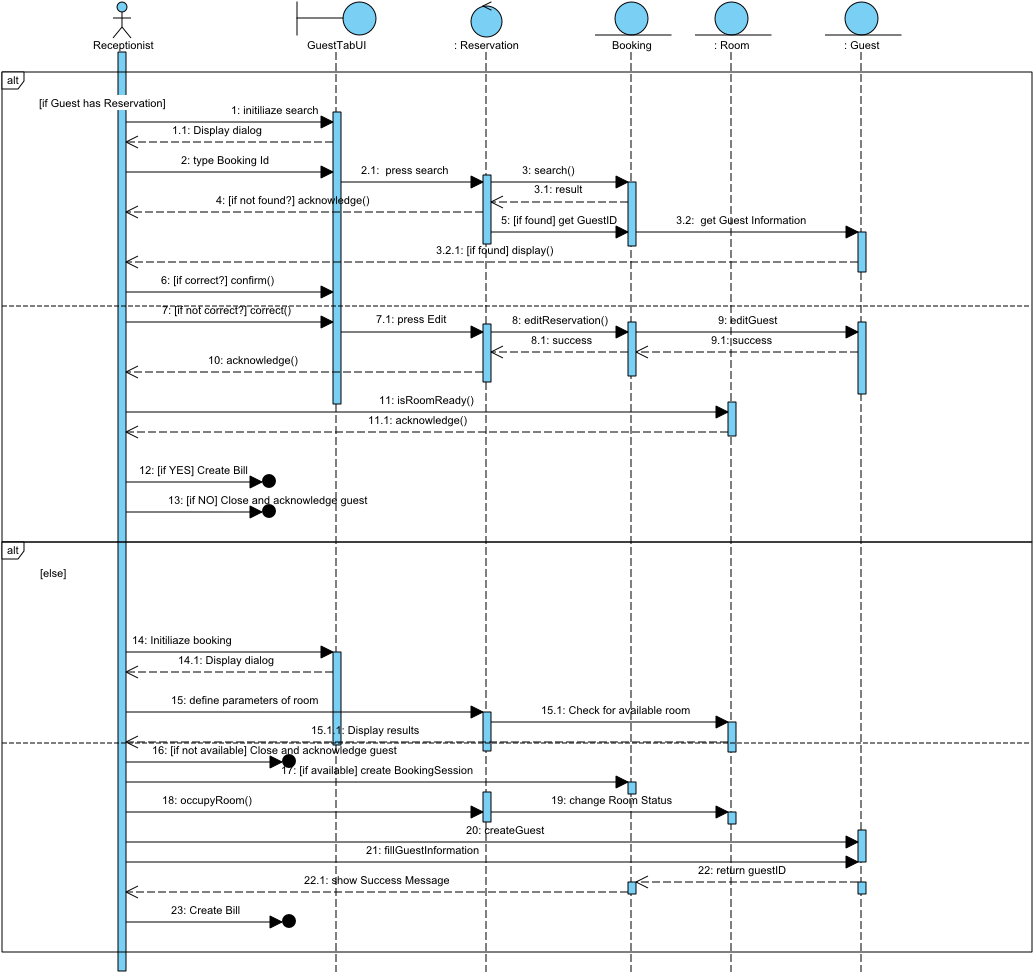 Receptionist
GuestTabUI
: Reservation
Booking
: Room
: Guest
alt
[if Guest has Reservation]
1: initiliaze search
1.1: Display dialog
2: type Booking Id
2.1:  press search
3: search()
3.1: result
4: [if not found?] acknowledge()
5: [if found] get GuestID
3.2:  get Guest Information
3.2.1: [if found] display()
6: [if correct?] confirm()
7: [if not correct?] correct()
7.1: press Edit
8: editReservation()
9: editGuest
8.1: success
9.1: success
10: acknowledge()
11: isRoomReady()
11.1: acknowledge()
12: [if YES] Create Bill
13: [if NO] Close and acknowledge guest
alt
[else]
14: Initiliaze booking
14.1: Display dialog
15: define parameters of room
15.1: Check for available room
15.1.1: Display results
16: [if not available] Close and acknowledge guest
17: [if available] create BookingSession
18: occupyRoom()
19: change Room Status
20: createGuest
21: fillGuestInformation
22: return guestID
22.1: show Success Message
23: Create Bill